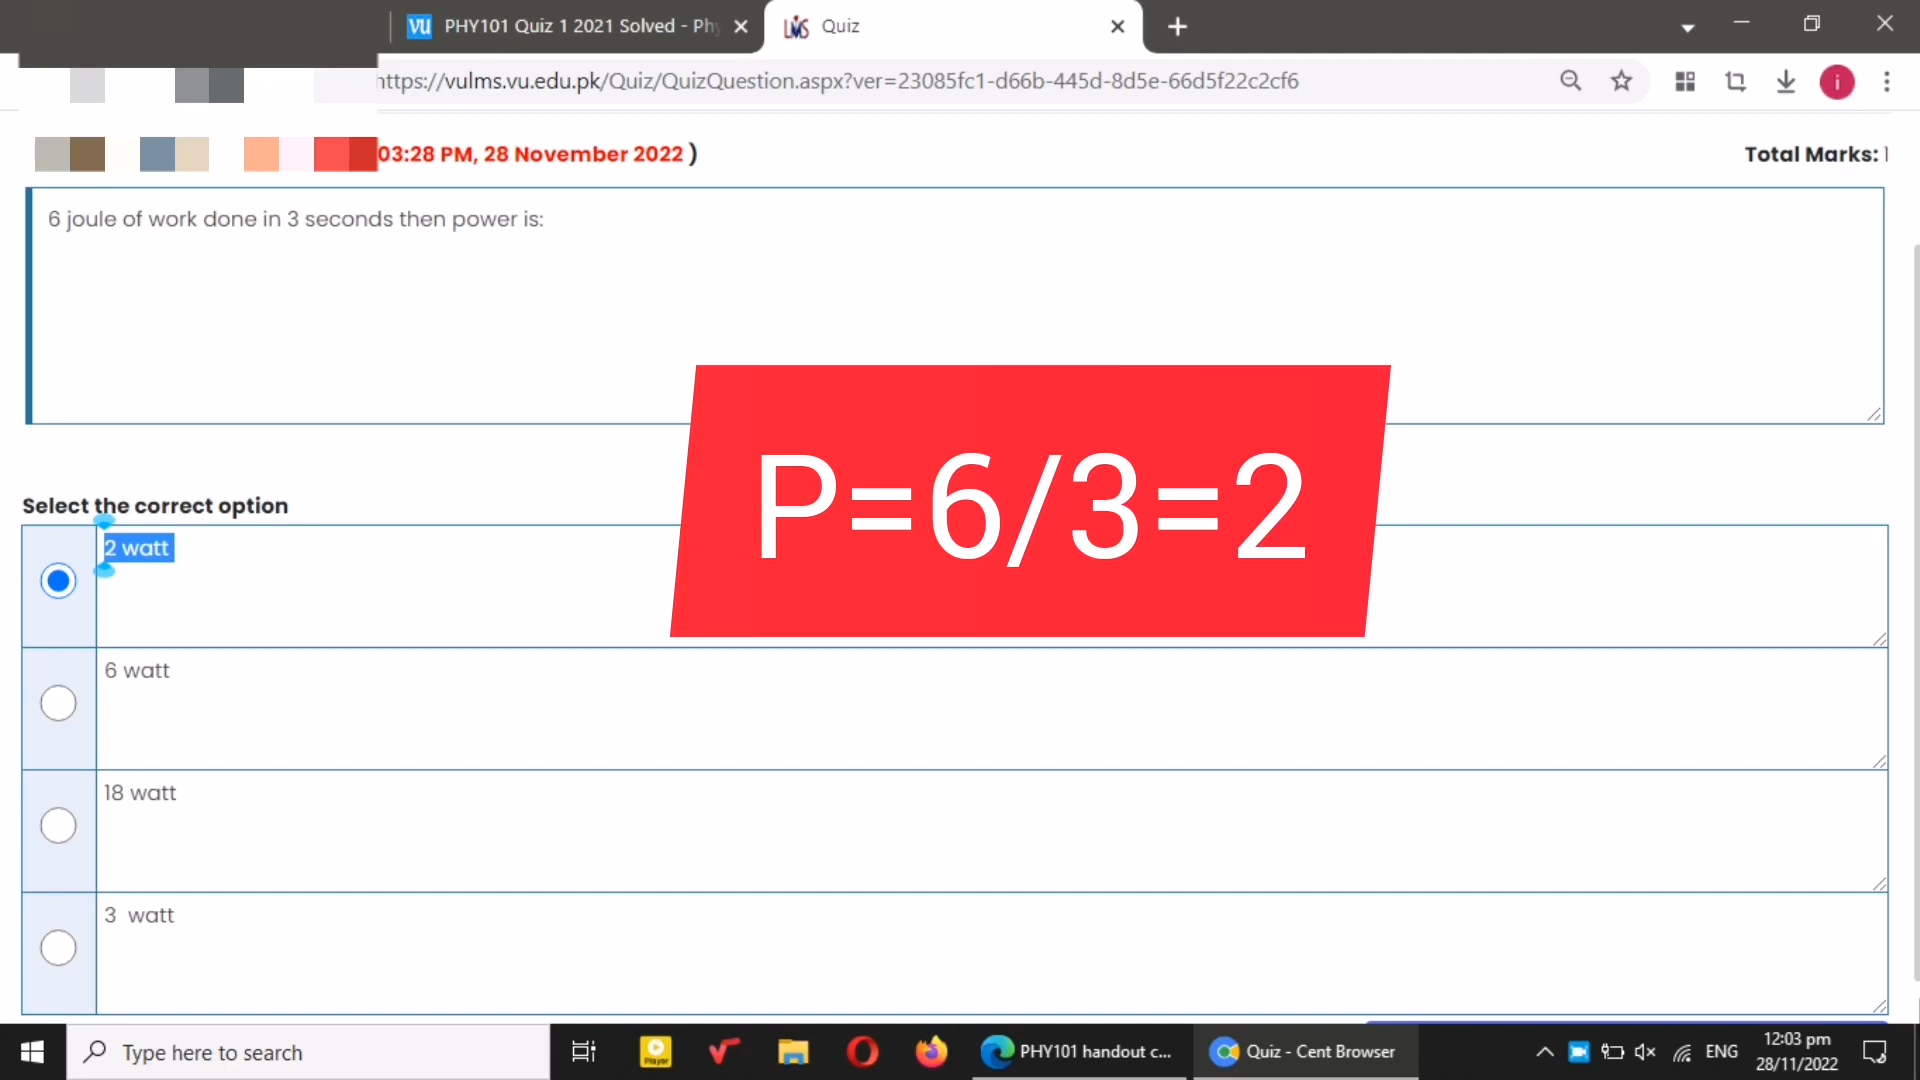 PHY101 Quiz 1 2021 Solved - Phy
Quiz
https://vulms.vu.edu.pk/Quiz/QuizQuestion.aspx?ver=23085fc1-d66b-445d-8d5e-66d5f22c2cf6
i
03:28 PM, 28 November 2022 )
Total Marks: 1
6 joule of work done in 3 seconds then power is:
P=6/3=2
Select the correct option
2 watt
6 watt
18 watt
3 watt
Type here to search
Player
PHY101 handout c...
Quiz - Cent Browser
ENG
12:03 pm
28/11/2022